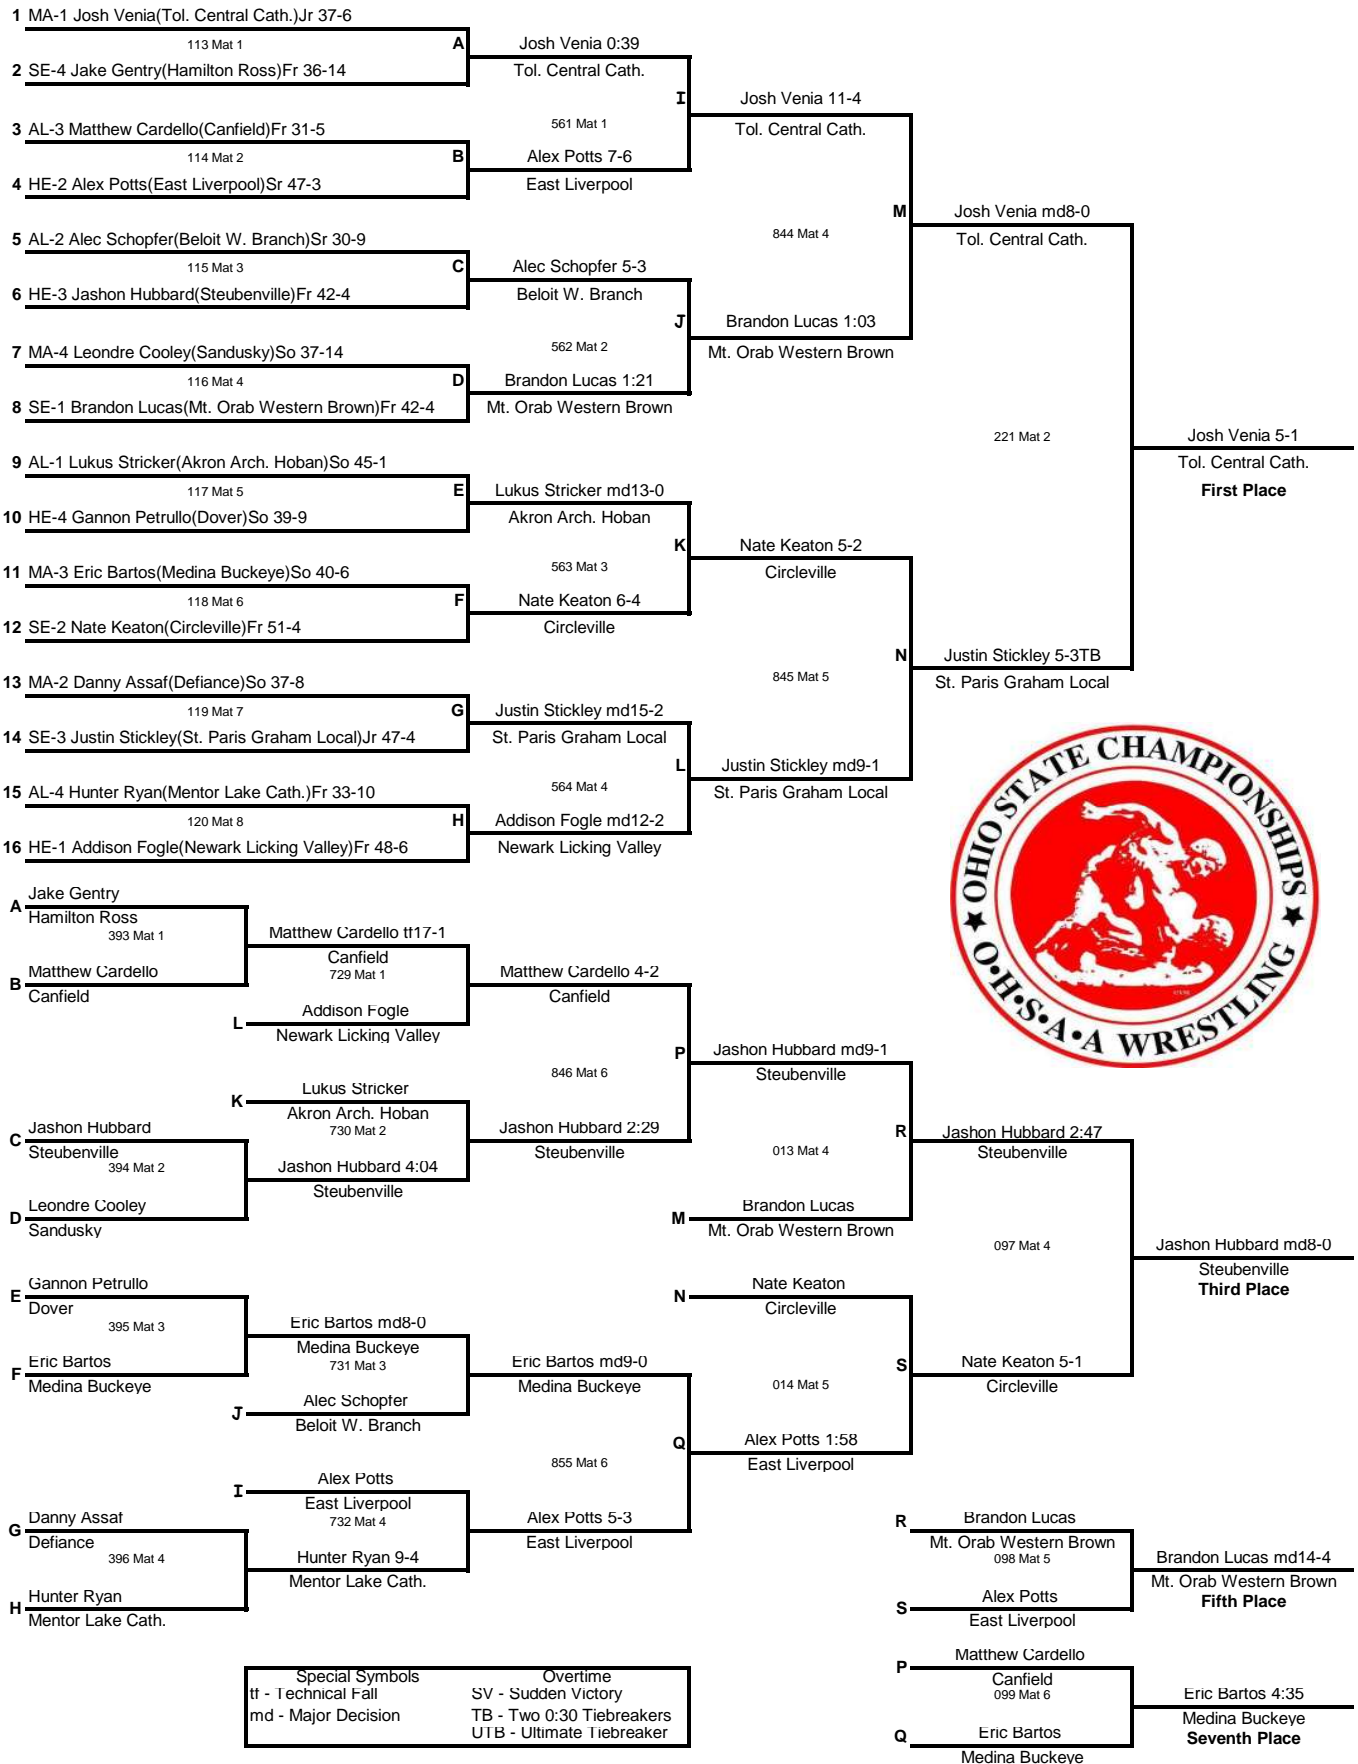 1 MA-1 Josh Venia(Tol. Central Cath.)Jr 37-6
113 Mat 1
A
2 SE-4 Jake Gentry(Hamilton Ross)Fr 36-14
Josh Venia 0:39
Tol. Central Cath.
3 AL-3 Matthew Cardello(Canfield)Fr 31-5
114 Mat 2
B
4 HE-2 Alex Potts(East Liverpool)Sr 47-3
Alex Potts 7-6
East Liverpool
I
561 Mat 1
Josh Venia 11-4
Tol. Central Cath.
5 AL-2 Alec Schopfer(Beloit W. Branch)Sr 30-9
115 Mat 3
C
6 HE-3 Jashon Hubbard(Steubenville)Fr 42-4
Alec Schopfer 5-3
Beloit W. Branch
7 MA-4 Leondre Cooley(Sandusky)So 37-14
116 Mat 4
D
8 SE-1 Brandon Lucas(Mt. Orab Western Brown)Fr 42-4
Brandon Lucas 1:21
Mt. Orab Western Brown
J
562 Mat 2
Brandon Lucas 1:03
Mt. Orab Western Brown
M
844 Mat 4
Josh Venia md8-0
Tol. Central Cath.
9 AL-1 Lukus Stricker(Akron Arch. Hoban)So 45-1
117 Mat 5
E
10 HE-4 Gannon Petrullo(Dover)So 39-9
Lukus Stricker md13-0
Akron Arch. Hoban
11 MA-3 Eric Bartos(Medina Buckeye)So 40-6
118 Mat 6
F
12 SE-2 Nate Keaton(Circleville)Fr 51-4
Nate Keaton 6-4
Circleville
K
563 Mat 3
Nate Keaton 5-2
Circleville
13 MA-2 Danny Assaf(Defiance)So 37-8
119 Mat 7
G
14 SE-3 Justin Stickley(St. Paris Graham Local)Jr 47-4
Justin Stickley md15-2
St. Paris Graham Local
15 AL-4 Hunter Ryan(Mentor Lake Cath.)Fr 33-10
120 Mat 8
H
16 HE-1 Addison Fogle(Newark Licking Valley)Fr 48-6
Addison Fogle md12-2
Newark Licking Valley
L
564 Mat 4
Justin Stickley md9-1
St. Paris Graham Local
N
845 Mat 5
Justin Stickley 5-3TB
St. Paris Graham Local
221 Mat 2
Josh Venia 5-1
Tol. Central Cath.
First Place
★ OHIO STATE CHAMPIONSHIPS ★
O•H•S•A•A WRESTLING
A Jake Gentry
Hamilton Ross
393 Mat 1
B Matthew Cardello
Canfield
Matthew Cardello tf17-1
Canfield
729 Mat 1
L Addison Fogle
Newark Licking Valley
Matthew Cardello 4-2
Canfield
K Lukus Stricker
Akron Arch. Hoban
730 Mat 2
C Jashon Hubbard
Steubenville
394 Mat 2
D Leondre Cooley
Sandusky
Jashon Hubbard 4:04
Steubenville
Jashon Hubbard 2:29
Steubenville
P
846 Mat 6
Jashon Hubbard md9-1
Steubenville
013 Mat 4
M Brandon Lucas
Mt. Orab Western Brown
R
Jashon Hubbard 2:47
Steubenville
E Gannon Petrullo
Dover
395 Mat 3
F Eric Bartos
Medina Buckeye
Eric Bartos md8-0
Medina Buckeye
731 Mat 3
J Alec Schopfer
Beloit W. Branch
Eric Bartos md9-0
Medina Buckeye
I Alex Potts
East Liverpool
732 Mat 4
G Danny Assaf
Defiance
396 Mat 4
H Hunter Ryan
Mentor Lake Cath.
Hunter Ryan 9-4
Mentor Lake Cath.
Alex Potts 5-3
East Liverpool
Q
855 Mat 6
N Nate Keaton
Circleville
014 Mat 5
Alex Potts 1:58
East Liverpool
S
Nate Keaton 5-1
Circleville
097 Mat 4
Jashon Hubbard md8-0
Steubenville
Third Place
R Brandon Lucas
Mt. Orab Western Brown
098 Mat 5
S Alex Potts
East Liverpool
Brandon Lucas md14-4
Mt. Orab Western Brown
Fifth Place
P Matthew Cardello
Canfield
099 Mat 6
Q Eric Bartos
Medina Buckeye
Eric Bartos 4:35
Medina Buckeye
Seventh Place
Special Symbols Overtime
tf - Technical Fall SV - Sudden Victory
md - Major Decision TB - Two 0:30 Tiebreakers
UTB - Ultimate Tiebreaker